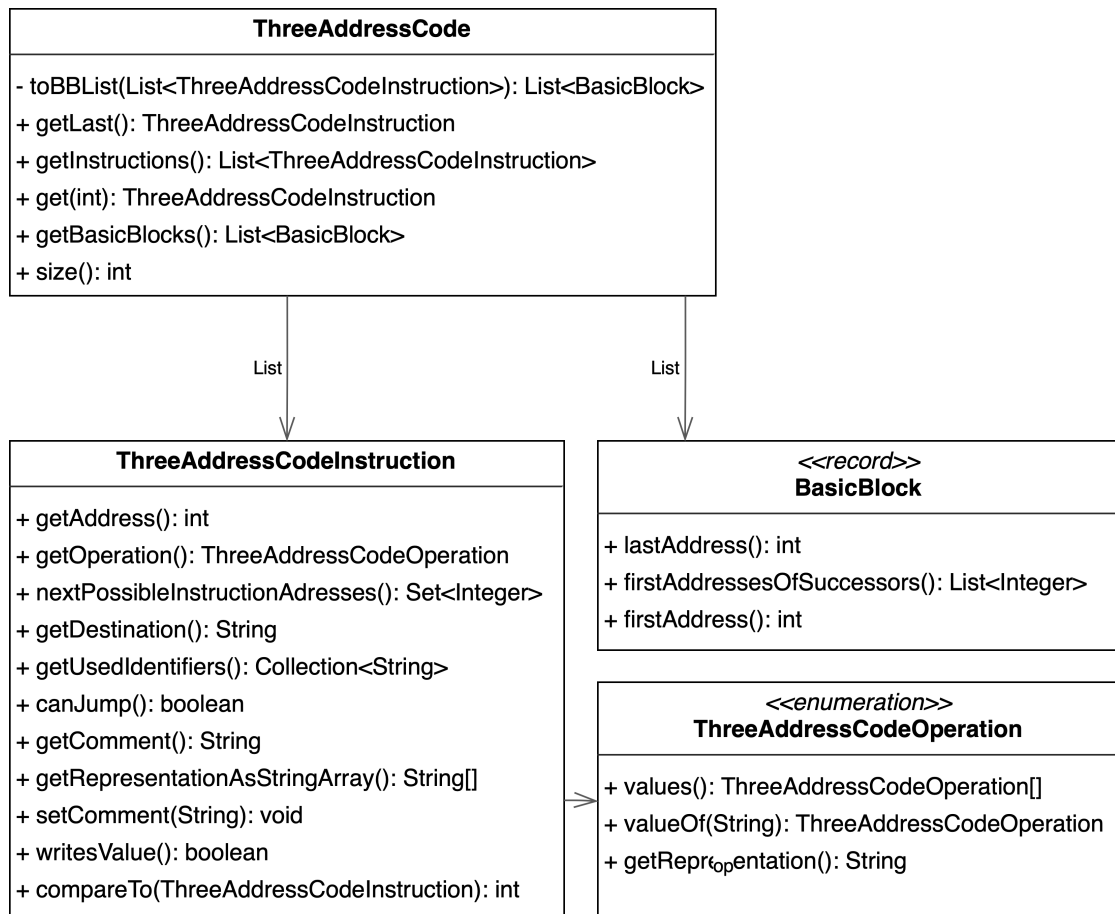 ThreeAddressCode
- toBBList(List<ThreeAddressCodeInstruction>): List<BasicBlock>
+ getLast(): ThreeAddressCodeInstruction
+ getInstructions(): List<ThreeAddressCodeInstruction>
+ get(int): ThreeAddressCodeInstruction
+ getBasicBlocks(): List<BasicBlock>
+ size(): int
List
List
ThreeAddressCodeInstruction
+ getAddress(): int
+ getOperation(): ThreeAddressCodeOperation
+ nextPossibleInstructionAdresses(): Set<Integer>
+ getDestination(): String
+ getUsedIdentifiers(): Collection<String>
+ canJump(): boolean
+ getComment(): String
+ getRepresentationAsStringArray(): String[]
+ setComment(String): void
+ writesValue(): boolean
+ compareTo(ThreeAddressCodeInstruction): int
<<record>>
BasicBlock
+ lastAddress(): int
+ firstAddressesOfSuccessors(): List<Integer>
+ firstAddress(): int
<<enumeration>>
ThreeAddressCodeOperation
+ values(): ThreeAddressCodeOperation[]
+ valueOf(String): ThreeAddressCodeOperation
+ : String
op